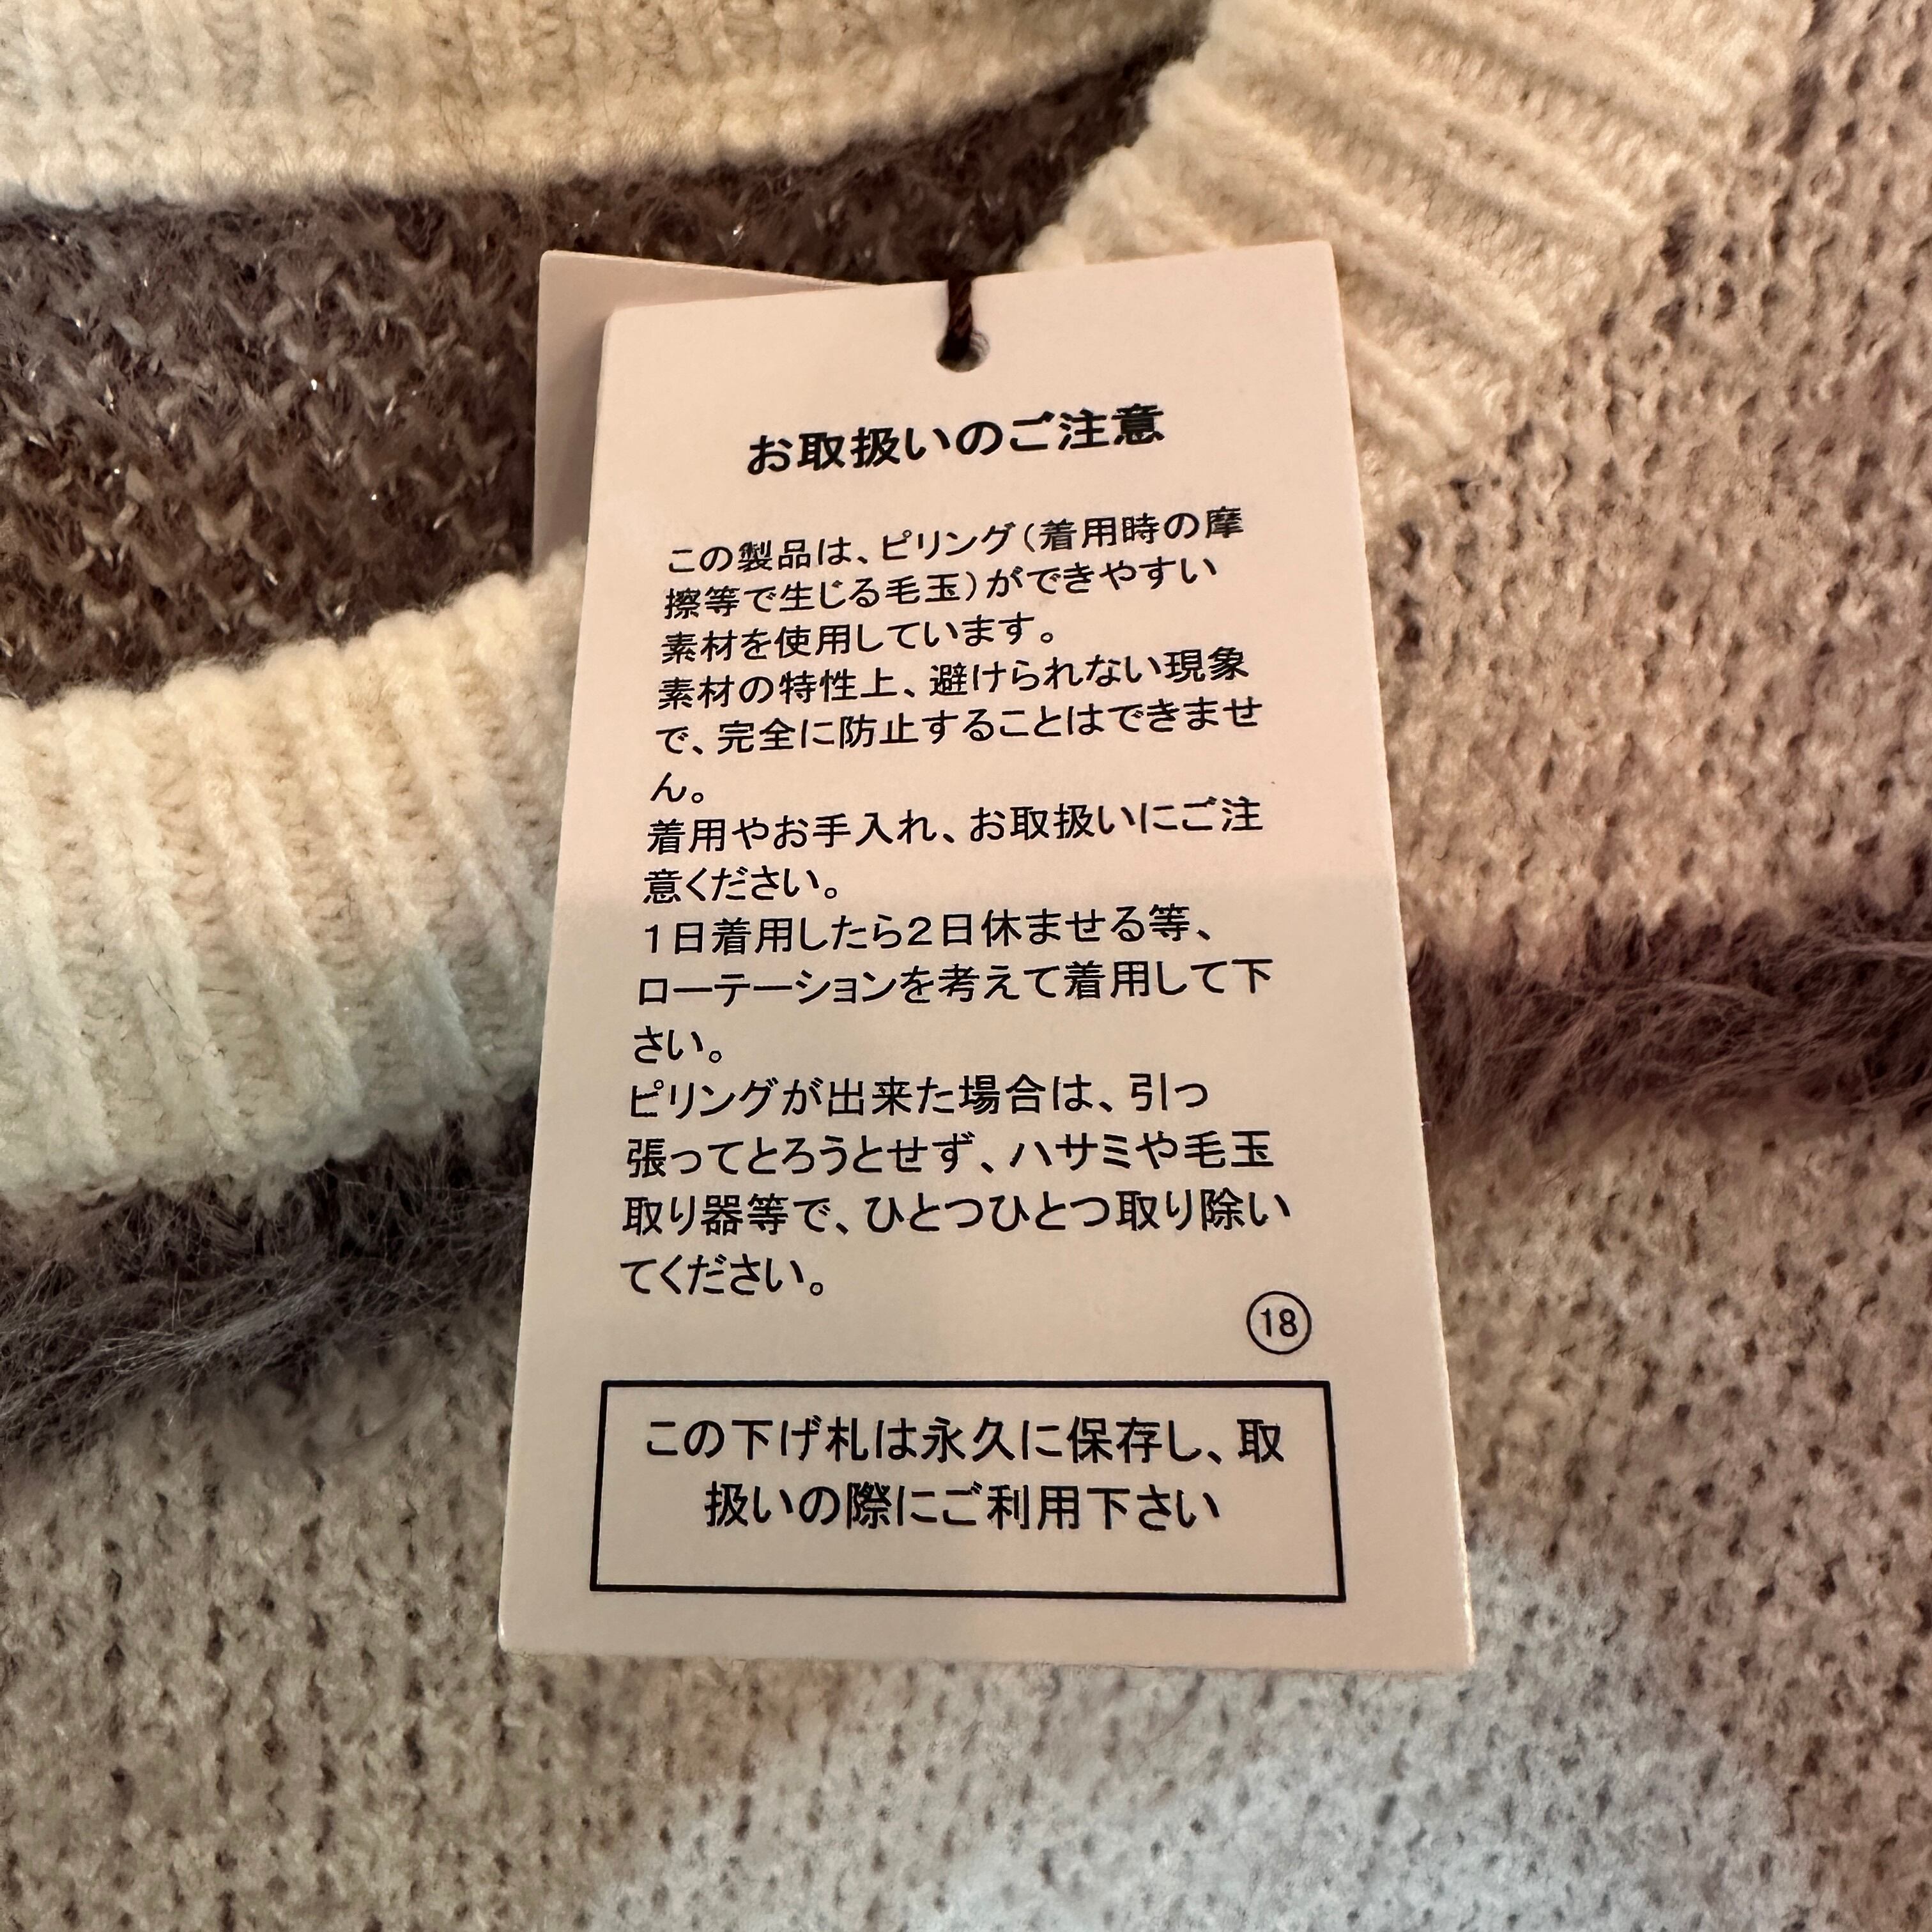 お取扱いのご注意
この製品は、ピリング(着用時の摩
擦等で生じる毛玉)ができやすい
素材を使用しています。
素材の特性上、避けられない現象
で、完全に防止することはできませ
ん。
着用やお手入れ、お取扱いにご注
意ください。
1日着用したら2日休ませる等、
ローテーションを考えて着用して下
さい。
ピリングが出来た場合は、引っ
張ってとろうとせず、ハサミや毛玉
取り器等で、ひとつひとつ取り除い
てください。
⑱
この下げ札は永久に保存し、取
扱いの際にご利用下さい